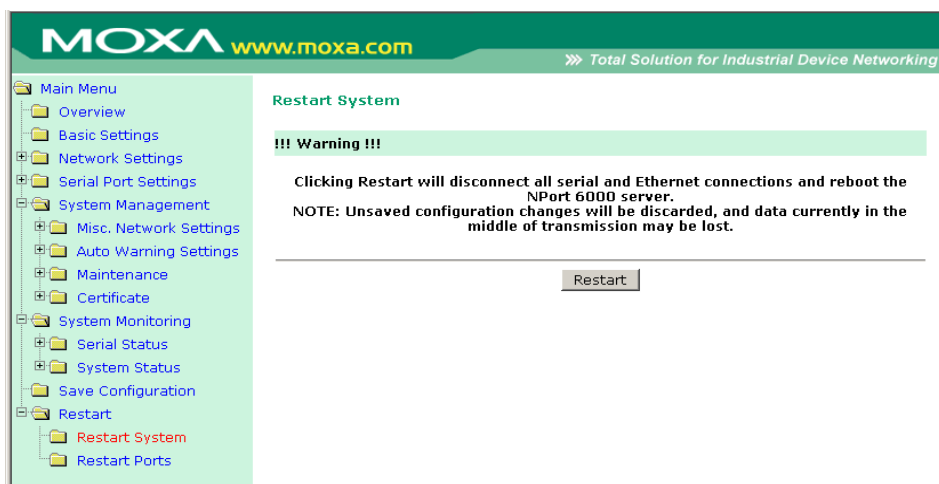 MOXA www.moxa.com
Total Solution for Industrial Device Networking
Main Menu
Overview
Basic Settings
Network Settings
Serial Port Settings
System Management
Misc. Network Settings
Auto Warning Settings
Maintenance
Certificate
System Monitoring
Serial Status
System Status
Save Configuration
Restart
Restart System
Restart Ports
Restart System
!!! Warning !!!
Clicking Restart will disconnect all serial and Ethernet connections and reboot the
NPort 6000 server.
NOTE: Unsaved configuration changes will be discarded, and data currently in the
middle of transmission may be lost.
Restart